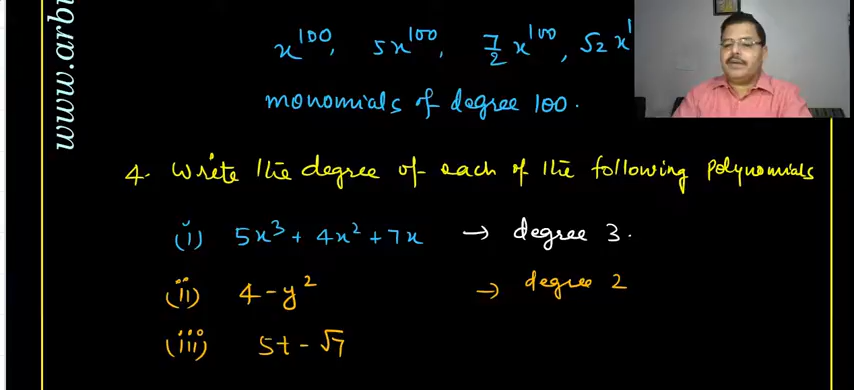 www.arbi
x^100, 5x^100, 7/2 x^100, √2 x^1
monomials of degree 100.
4. Write the degree of each of the following polynomials
(i) 5x³ + 4x² + 7x → degree 3.
(ii) 4 - y² → degree 2
(iii) 5t - √7